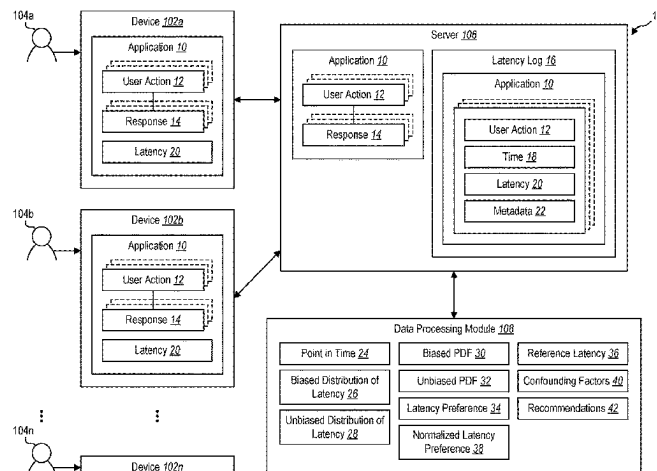 104a
Device 102a
Application 10
User Action 12
Response 14
Latency 20
104b
Device 102b
Application 10
User Action 12
Response 14
Latency 20
104n
Device 102n
Server 106
Application 10
User Action 12
Response 14
Latency Log 16
Application 10
User Action 12
Time 18
Latency 20
Metadata 22
1
Data Processing Module 108
Point in Time 24
Biased Distribution of
Latency 26
Unbiased Distribution of
Latency 28
Biased PDF 30
Unbiased PDF 32
Latency Preference 34
Normalized Latency
Preference 38
Reference Latency 36
Confounding Factors 40
Recommendations 42